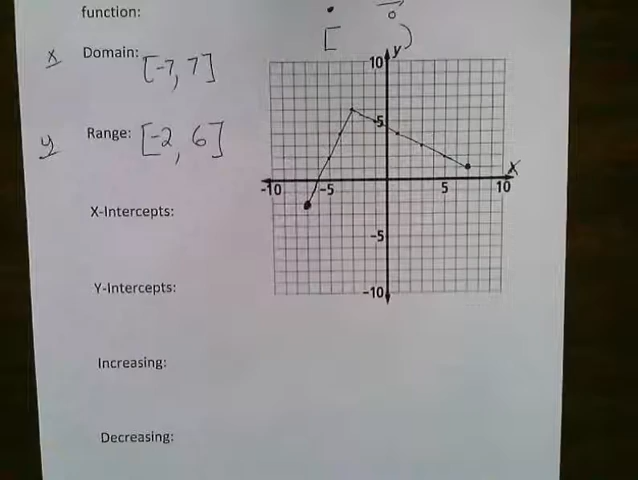 function:
[ )
0
x Domain: [-7, 7]
y Range: [-2, 6]
X-Intercepts:
Y-Intercepts:
Increasing:
Decreasing:
y
10
5
-10 -5 5 10 X
-5
-10